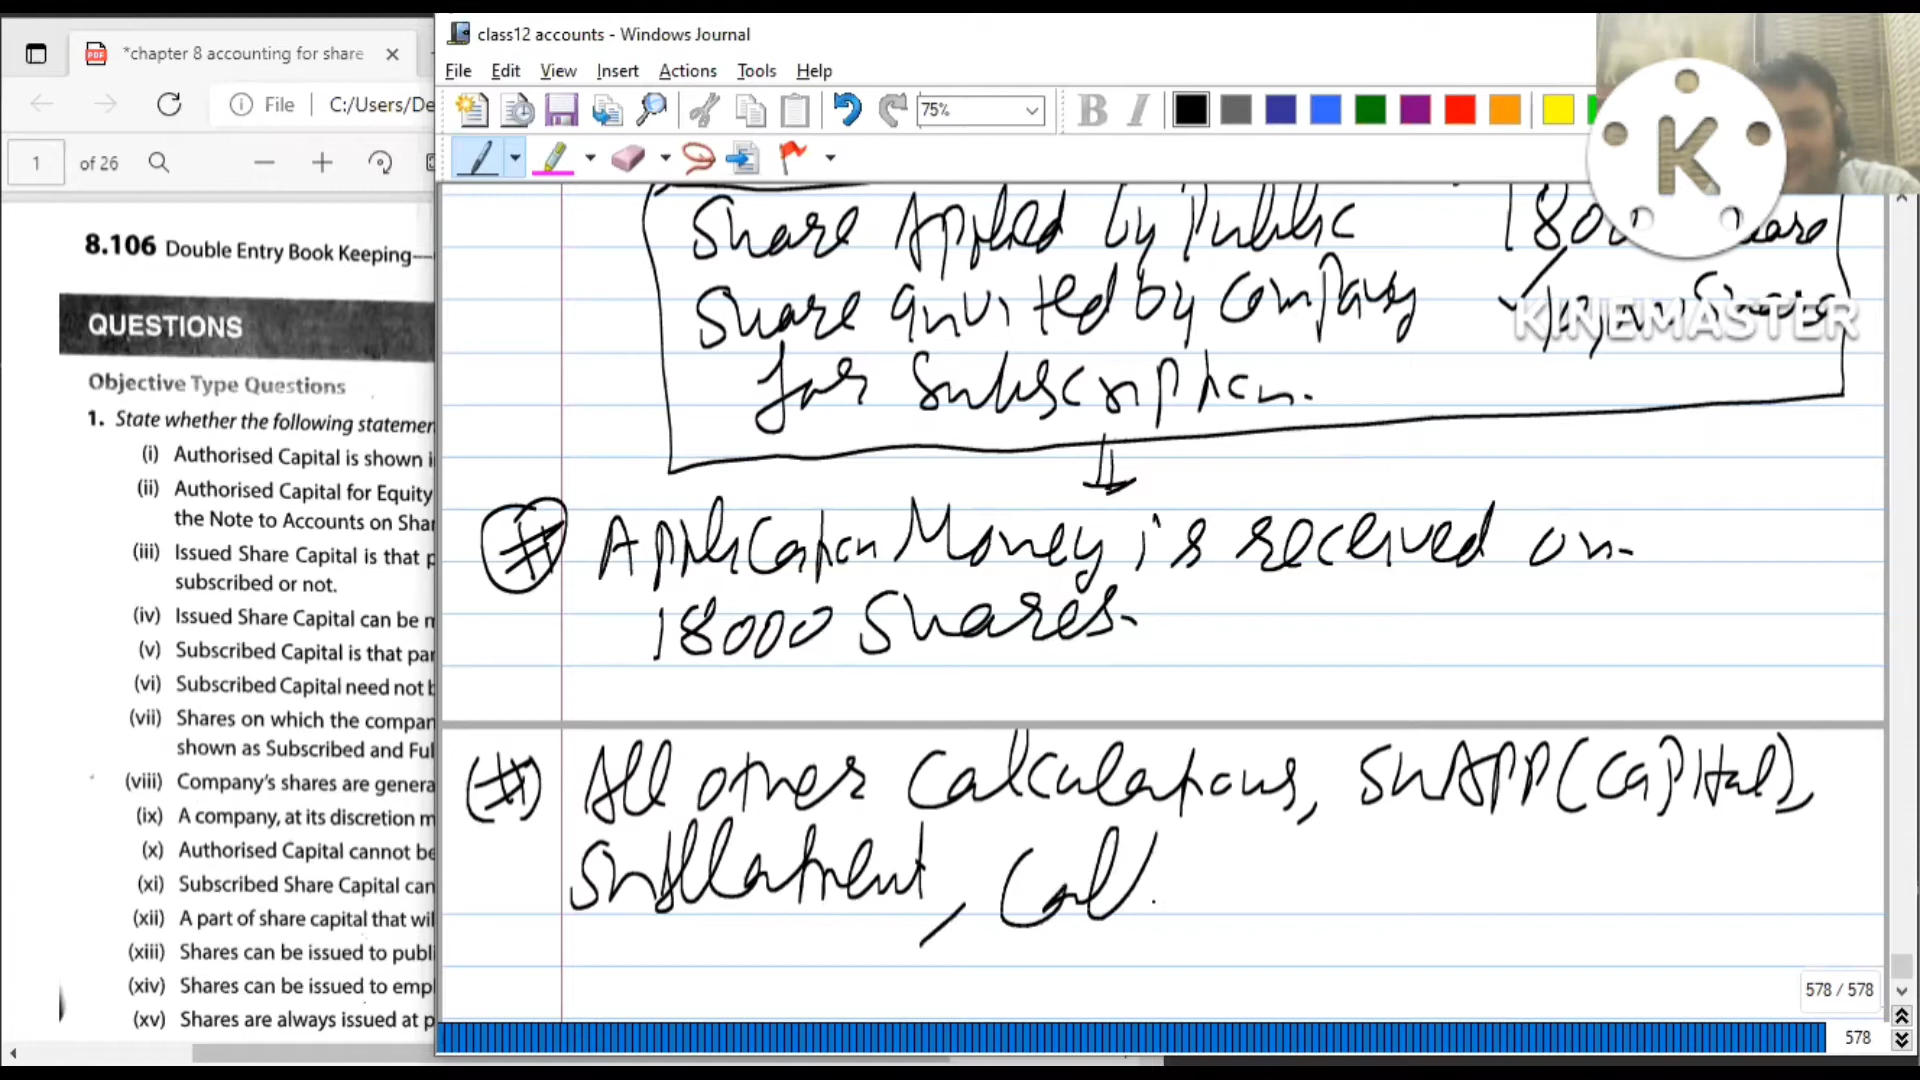 class12 accounts - Windows Journal
*chapter 8 accounting for share
File Edit View Insert Actions Tools Help
File C:/Users/De
75%
B I
1 of 26
K
KINEMASTER
8.106 Double Entry Book Keeping—
QUESTIONS
Objective Type Questions
1. State whether the following statemen
(i) Authorised Capital is shown i
(ii) Authorised Capital for Equity
the Note to Accounts on Shar
(iii) Issued Share Capital is that p
subscribed or not.
(iv) Issued Share Capital can be m
(v) Subscribed Capital is that par
(vi) Subscribed Capital need not b
(vii) Shares on which the compan
shown as Subscribed and Ful
(viii) Company's shares are genera
(ix) A company, at its discretion m
(x) Authorised Capital cannot be
(xi) Subscribed Share Capital can
(xii) A part of share capital that wil
(xiii) Shares can be issued to publi
(xiv) Shares can be issued to empl
(xv) Shares are always issued at p
Share Applied by Public
Share invited by Company
for Subscription.
# Application Money is received on
18000 Shares.
(#) All other Calculations, ShAPP(Capital),
Shallotment, Call
578 / 578
578